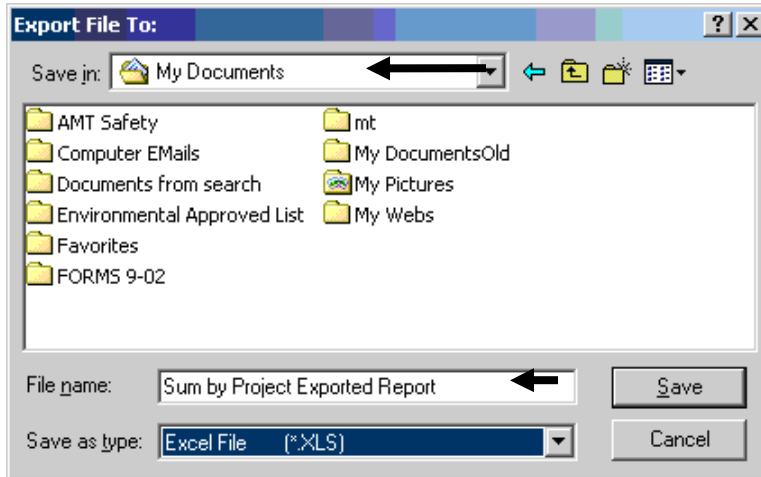 Export File To:
Save in: My Documents
AMT Safety
Computer EMails
Documents from search
Environmental Approved List
Favorites
FORMS 9-02
mt
My DocumentsOld
My Pictures
My Webs
File name: Sum by Project Exported Report Save
Save as type: Excel File (*.XLS) Cancel